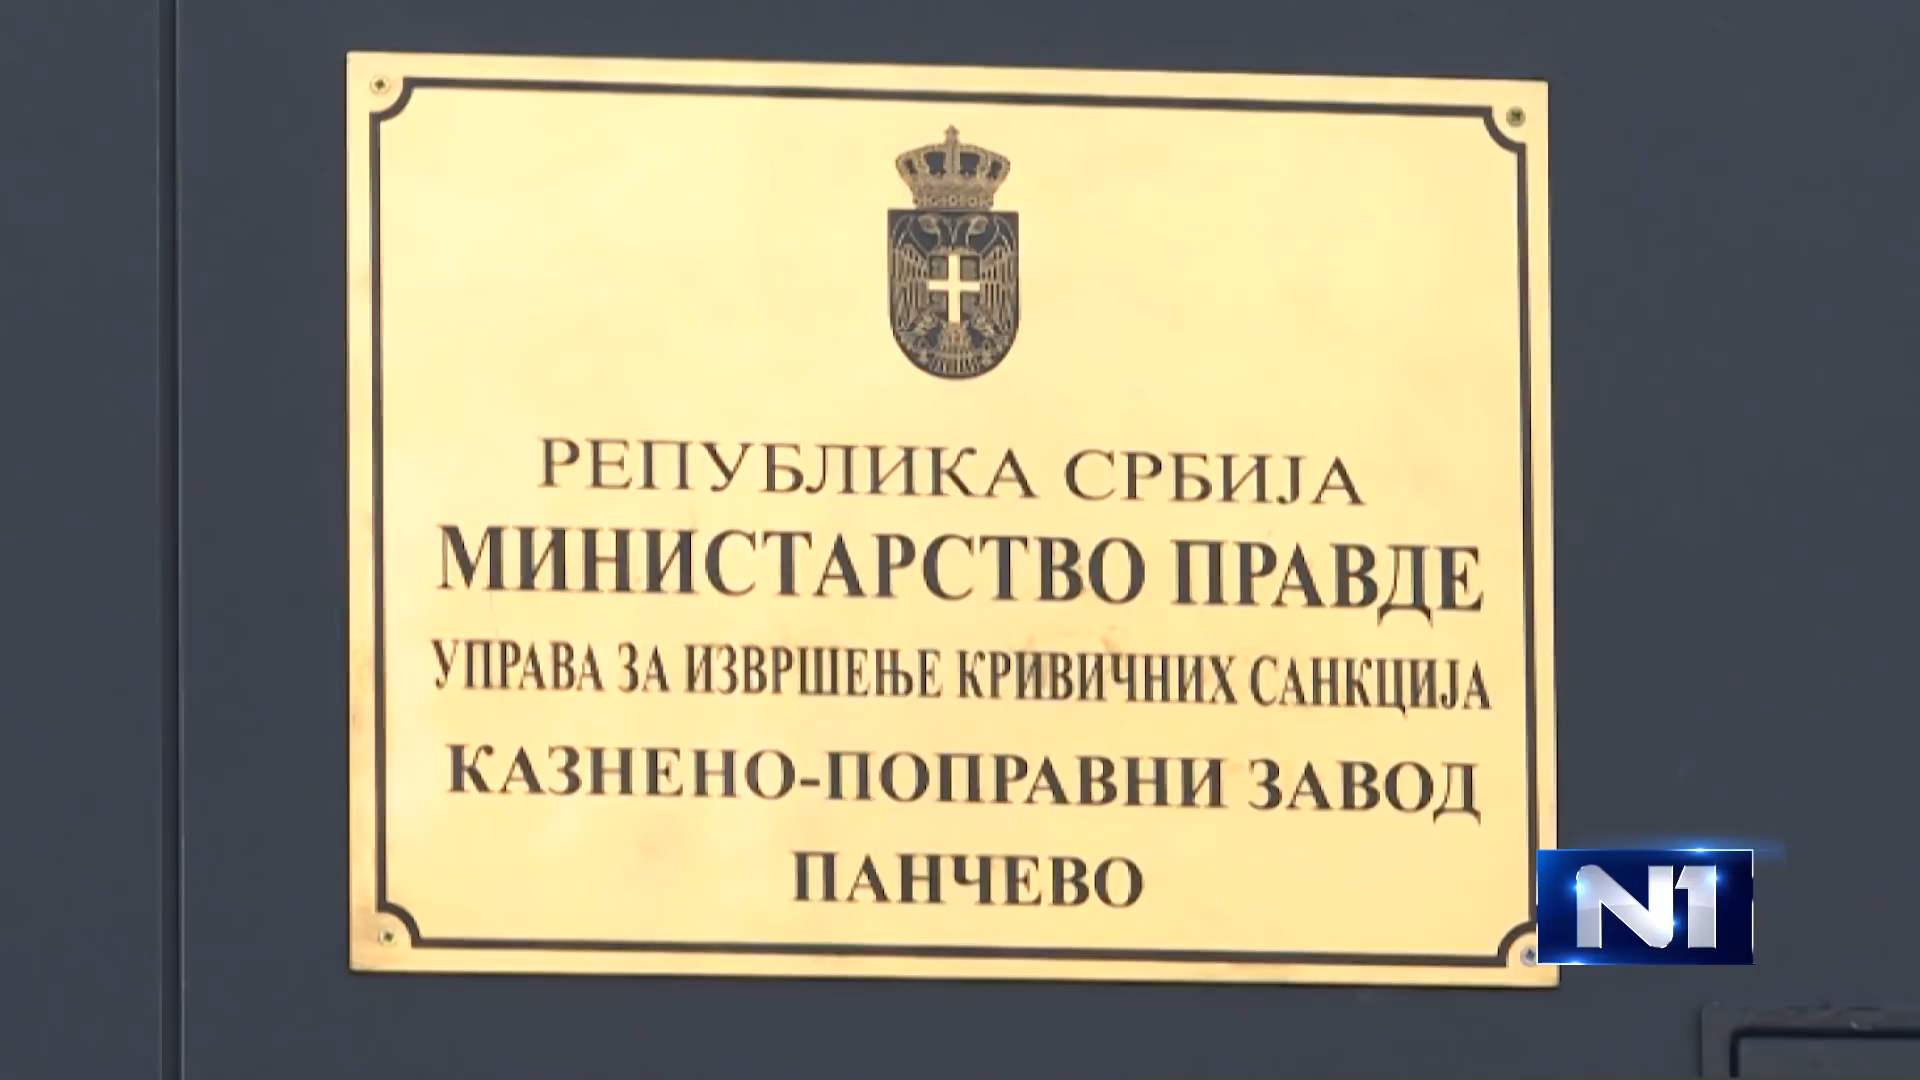 РЕПУБЛИКА СРБИЈА
МИНИСТАРСТВО ПРАВДЕ
УПРАВА ЗА ИЗВРШЕЊЕ КРИВИЧНИХ САНКЦИЈА
КАЗНЕНО-ПОПРАВНИ ЗАВОД
ПАНЧЕВО
N1